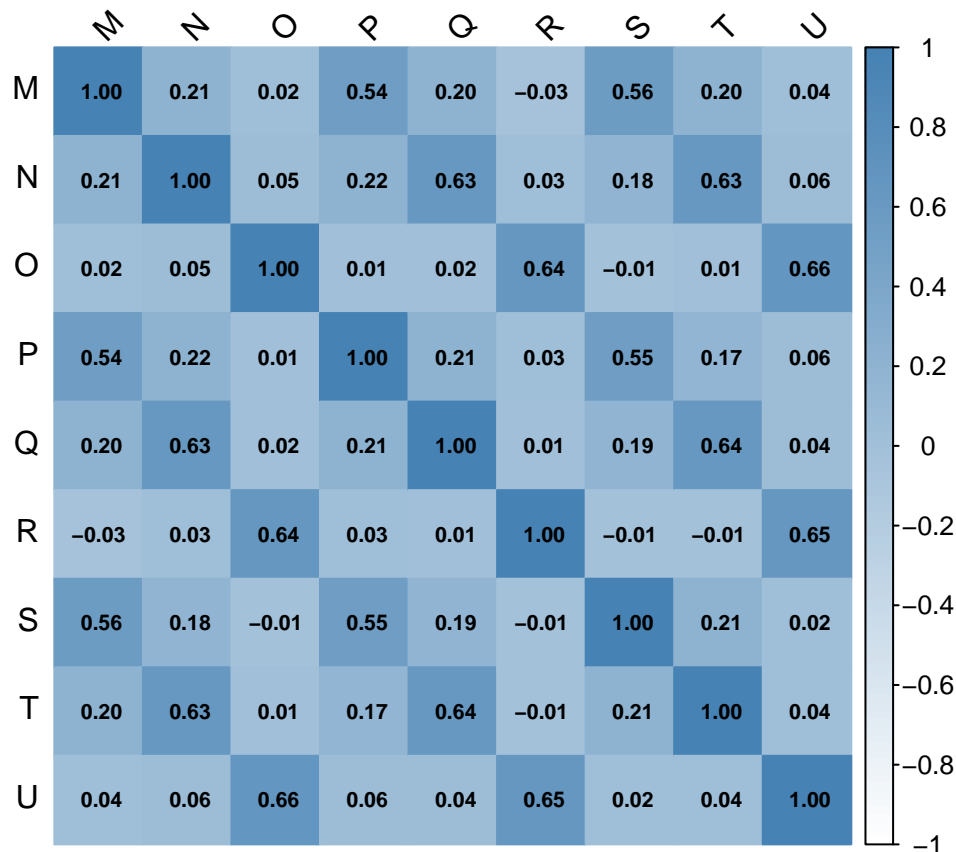 M N O P Q R S T U
M 1.00 0.21 0.02 0.54 0.20 −0.03 0.56 0.20 0.04
N 0.21 1.00 0.05 0.22 0.63 0.03 0.18 0.63 0.06
O 0.02 0.05 1.00 0.01 0.02 0.64 −0.01 0.01 0.66
P 0.54 0.22 0.01 1.00 0.21 0.03 0.55 0.17 0.06
Q 0.20 0.63 0.02 0.21 1.00 0.01 0.19 0.64 0.04
R −0.03 0.03 0.64 0.03 0.01 1.00 −0.01 −0.01 0.65
S 0.56 0.18 −0.01 0.55 0.19 −0.01 1.00 0.21 0.02
T 0.20 0.63 0.01 0.17 0.64 −0.01 0.21 1.00 0.04
U 0.04 0.06 0.66 0.06 0.04 0.65 0.02 0.04 1.00
1
0.8
0.6
0.4
0.2
0
−0.2
−0.4
−0.6
−0.8
−1